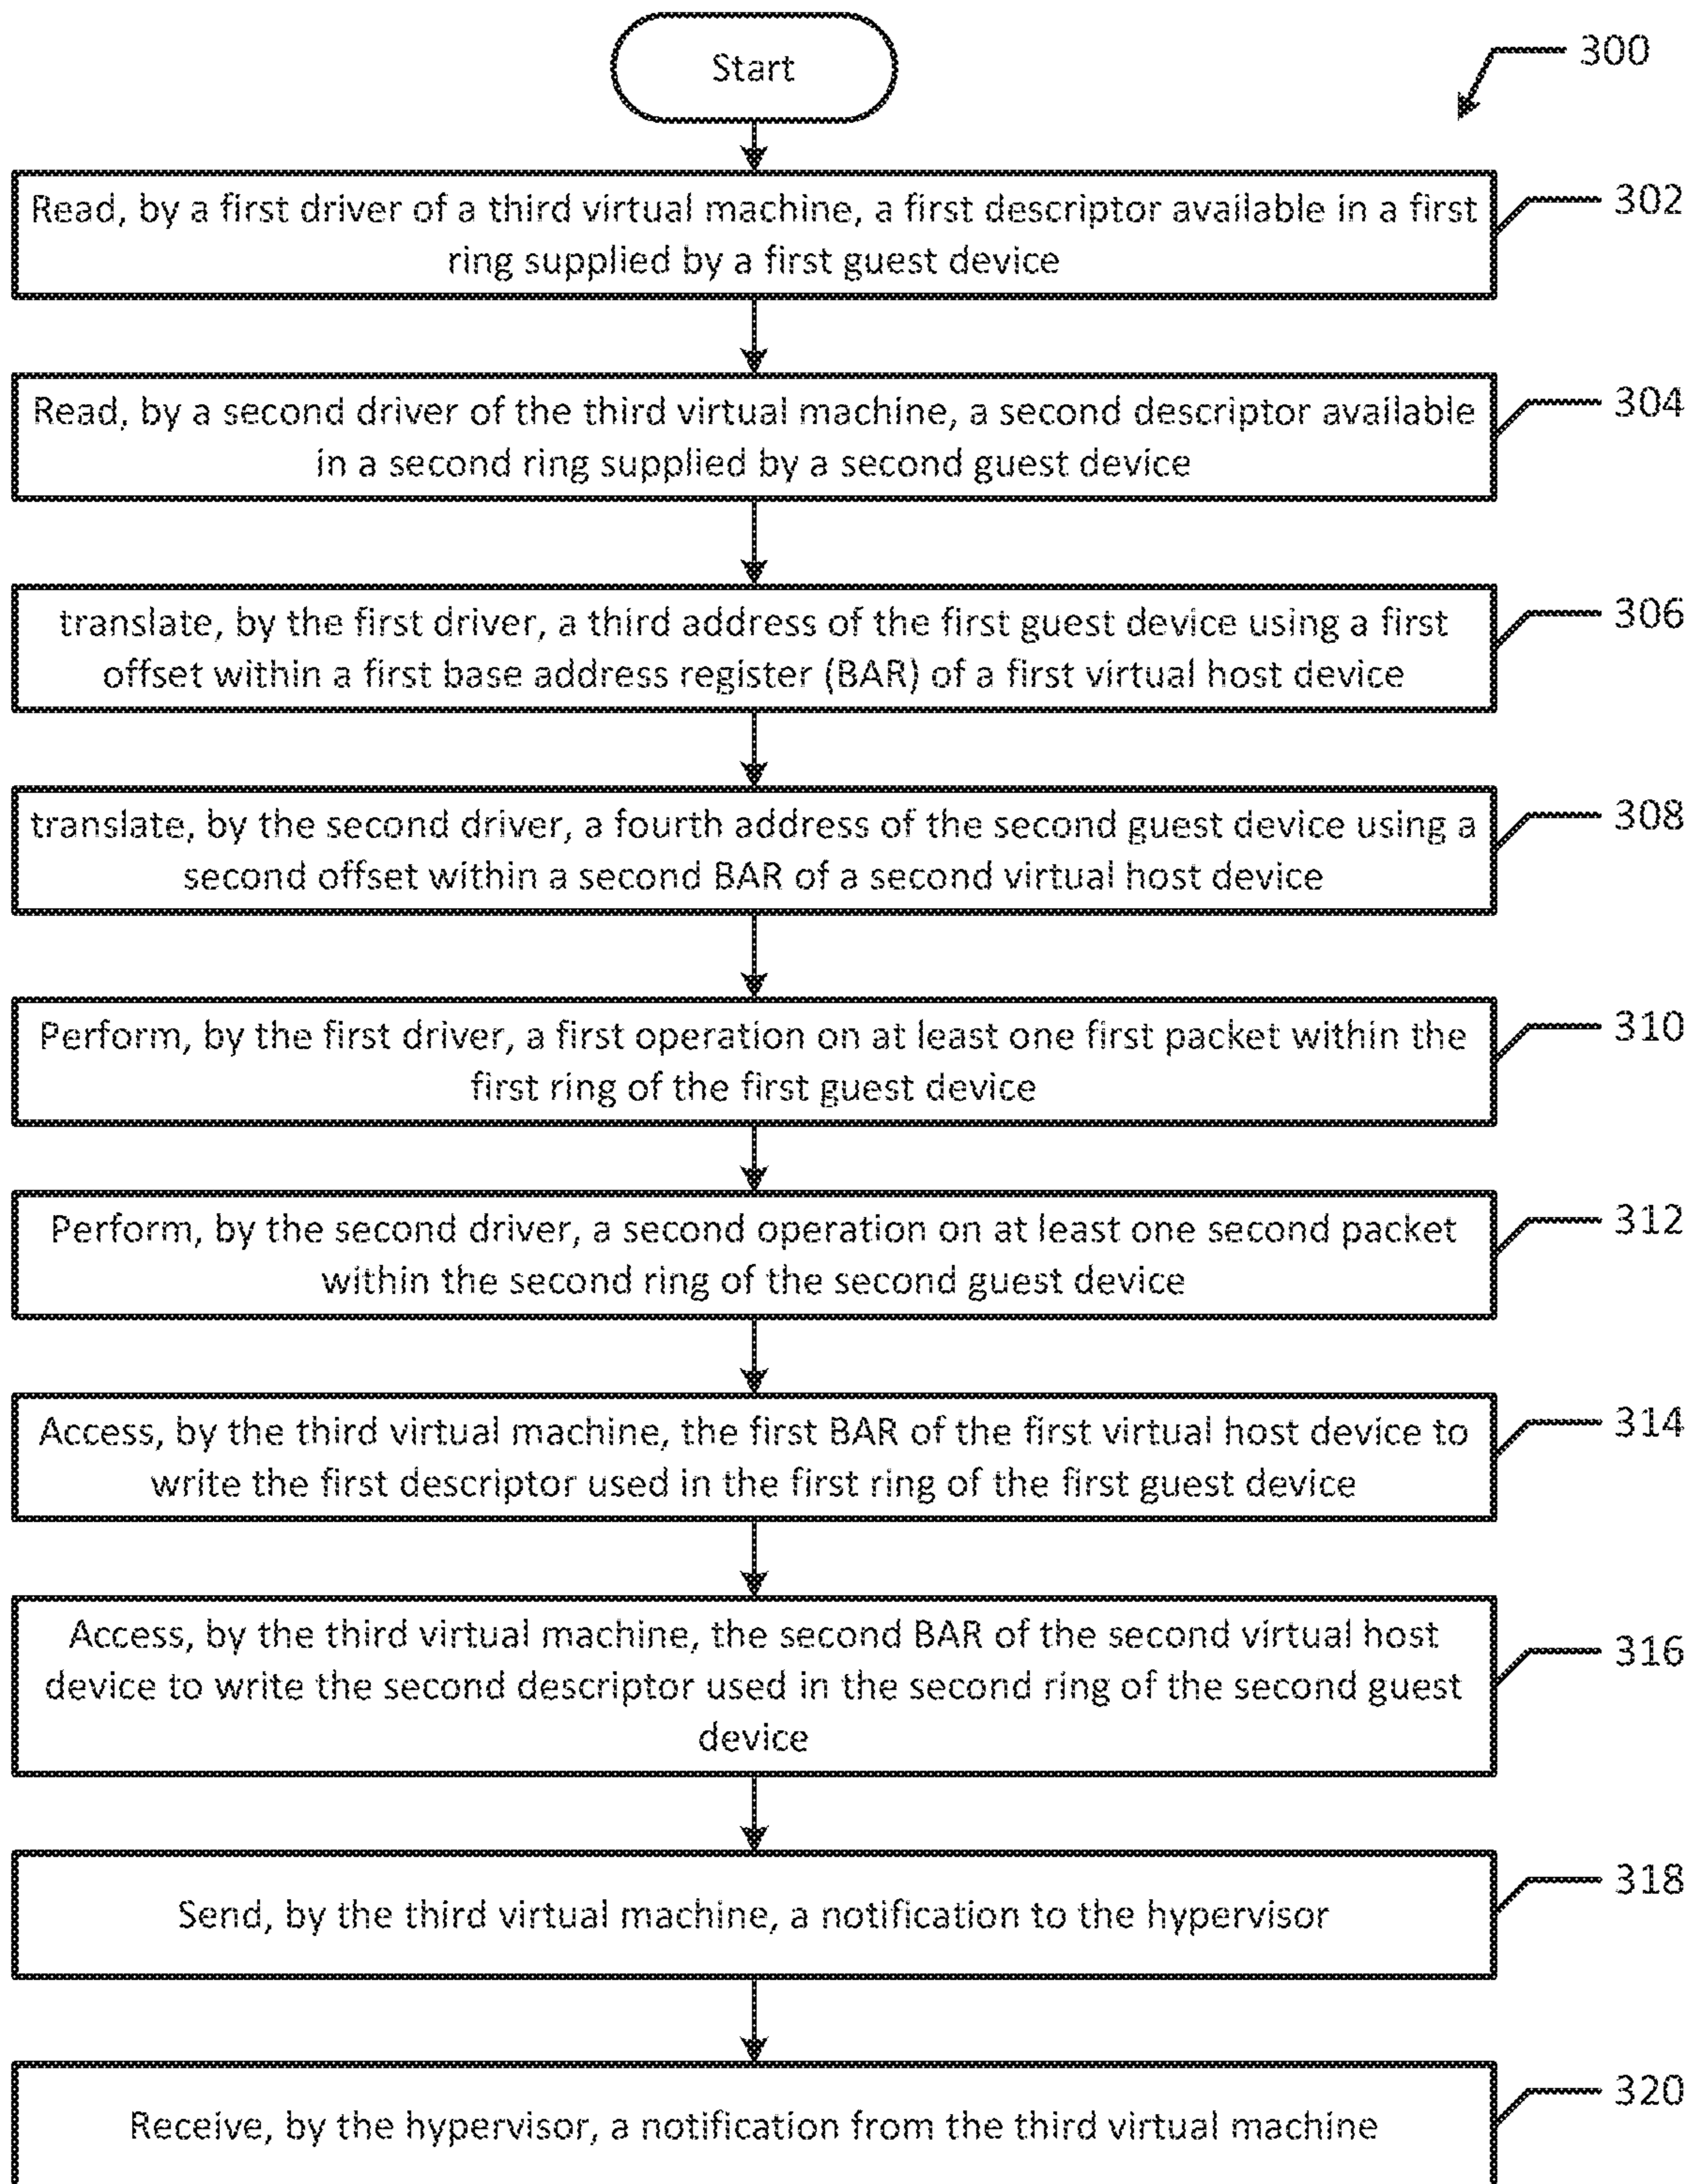 Start
300
Read, by a first driver of a third virtual machine, a first descriptor available in a first
ring supplied by a first guest device
302
Read, by a second driver of the third virtual machine, a second descriptor available
in a second ring supplied by a second guest device
304
translate, by the first driver, a third address of the first guest device using a first
offset within a first base address register (BAR) of a first virtual host device
306
translate, by the second driver, a fourth address of the second guest device using a
second offset within a second BAR of a second virtual host device
308
Perform, by the first driver, a first operation on at least one first packet within the
first ring of the first guest device
310
Perform, by the second driver, a second operation on at least one second packet
within the second ring of the second guest device
312
Access, by the third virtual machine, the first BAR of the first virtual host device to
write the first descriptor used in the first ring of the first guest device
314
Access, by the third virtual machine, the second BAR of the second virtual host
device to write the second descriptor used in the second ring of the second guest
device
316
Send, by the third virtual machine, a notification to the hypervisor
318
Receive, by the hypervisor, a notification from the third virtual machine
320